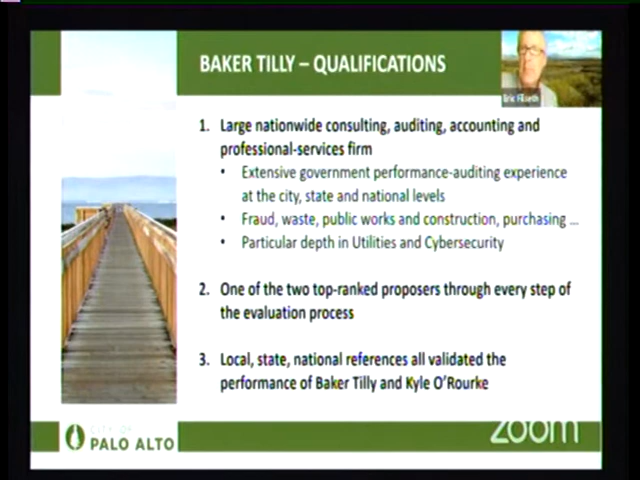 BAKER TILLY – QUALIFICATIONS
Eric Filseth
1. Large nationwide consulting, auditing, accounting and
professional-services firm
• Extensive government performance-auditing experience
at the city, state and national levels
• Fraud, waste, public works and construction, purchasing ...
• Particular depth in Utilities and Cybersecurity
2. One of the two top-ranked proposers through every step of
the evaluation process
3. Local, state, national references all validated the
performance of Baker Tilly and Kyle O'Rourke
CITY OF
PALO ALTO
zoom